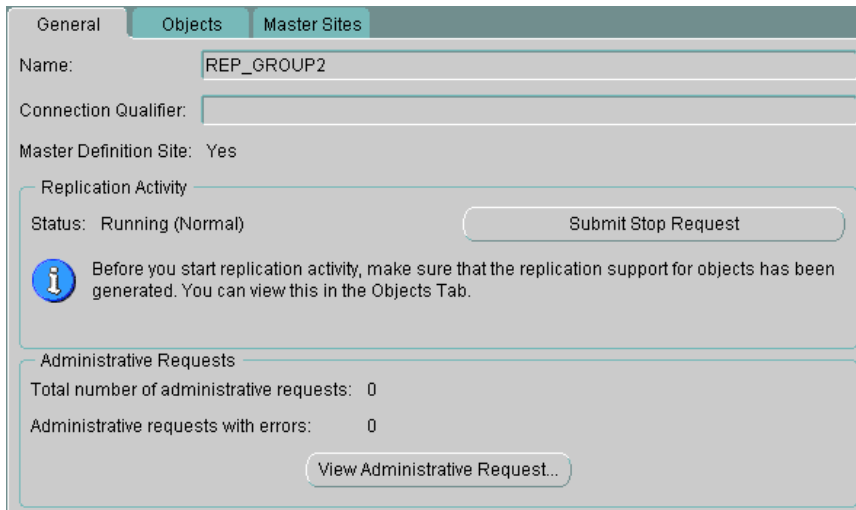 General Objects Master Sites
Name: REP_GROUP2
Connection Qualifier:
Master Definition Site: Yes
Replication Activity
Status: Running (Normal) Submit Stop Request
Before you start replication activity, make sure that the replication support for objects has been
generated. You can view this in the Objects Tab.
Administrative Requests
Total number of administrative requests: 0
Administrative requests with errors: 0
View Administrative Request...